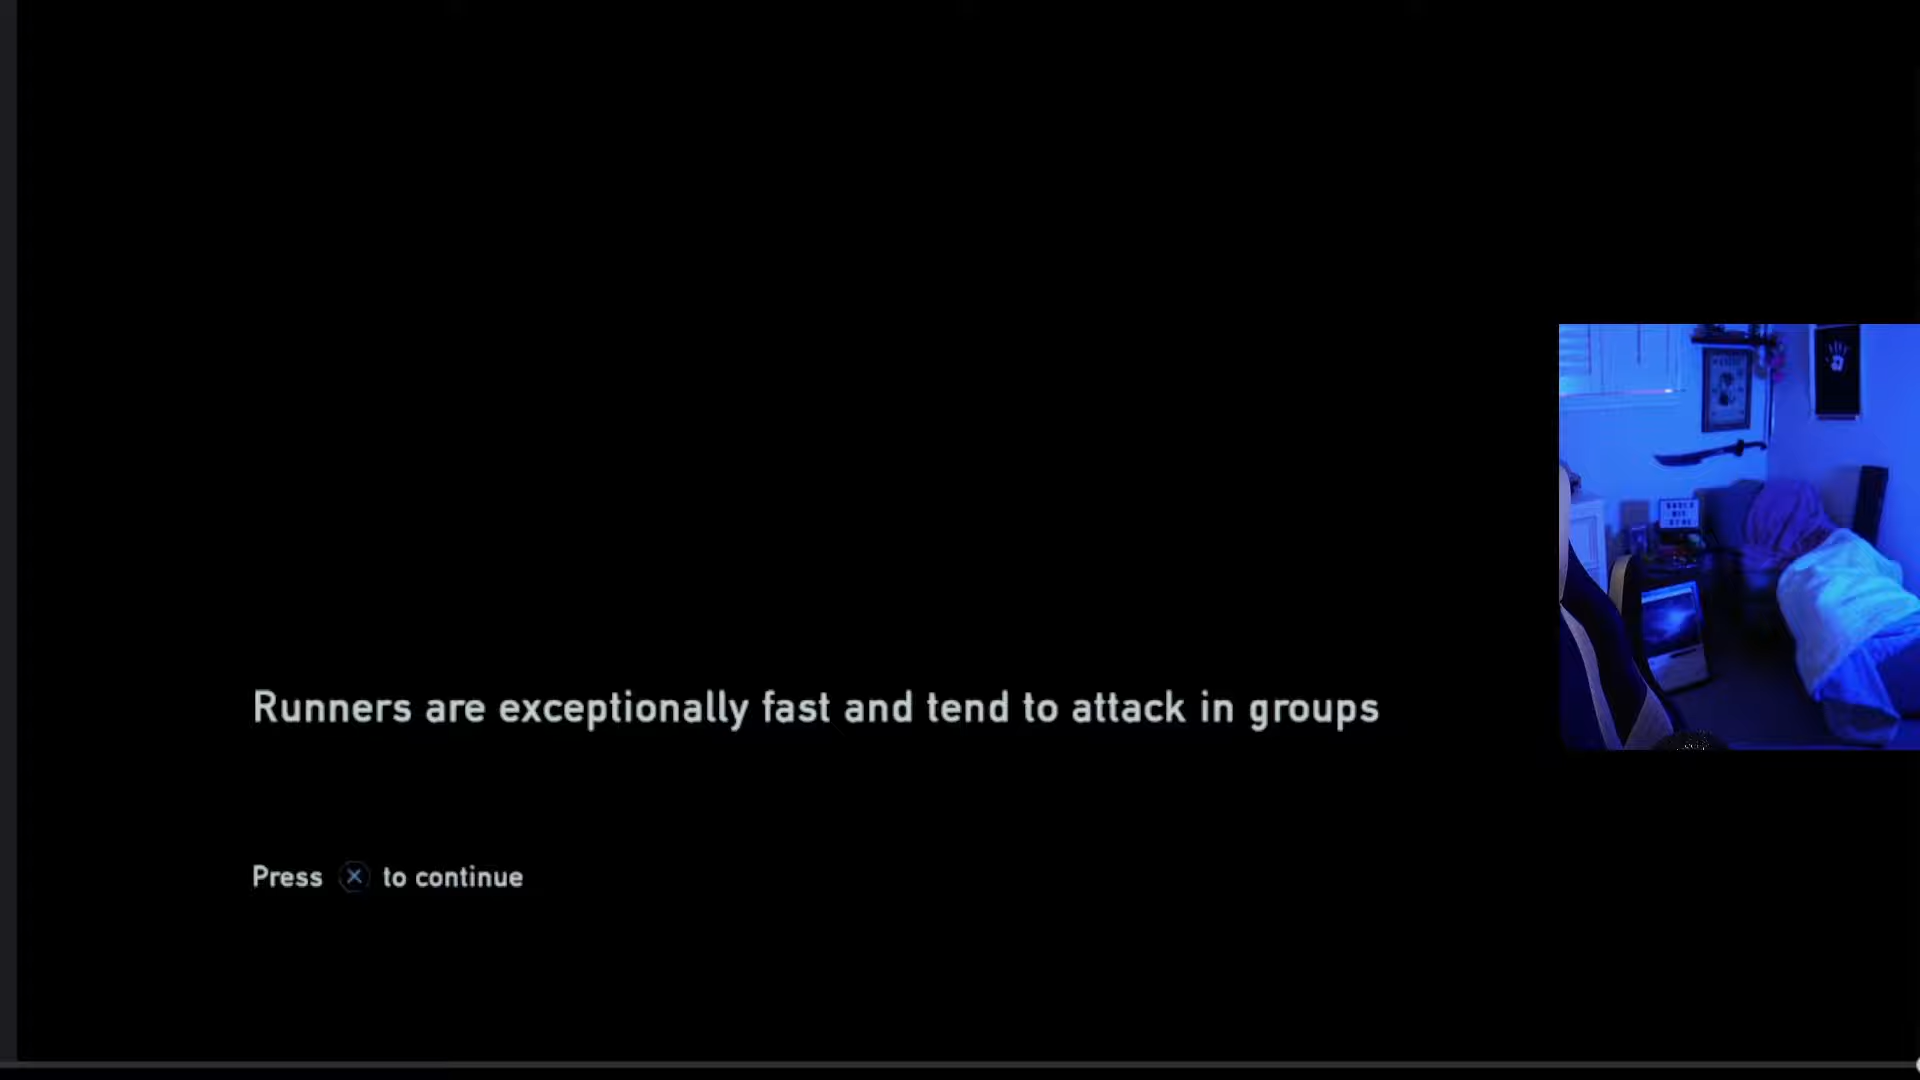 Runners are exceptionally fast and tend to attack in groups
Press ⓧ to continue